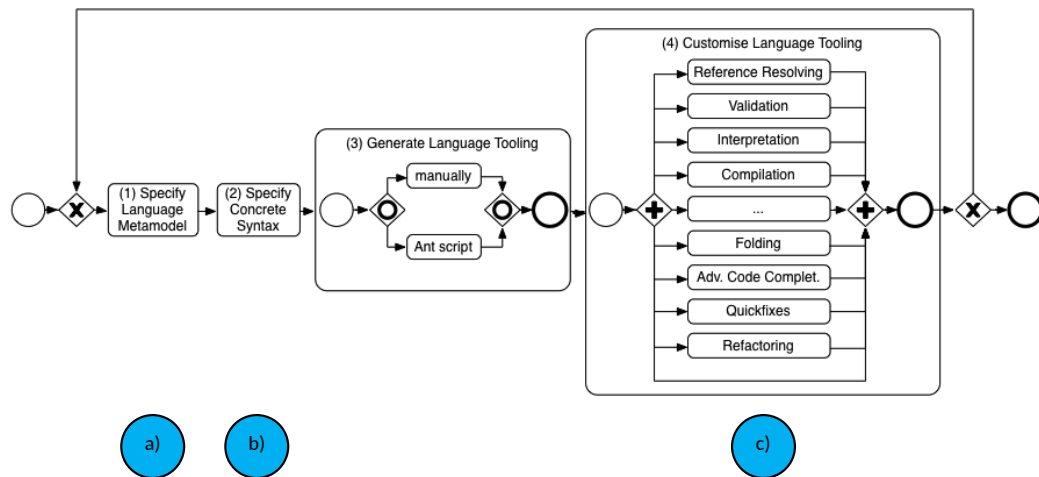 (4) Customise Language Tooling
Reference Resolving
Validation
(3) Generate Language Tooling
Interpretation
manually
Compilation
(1) Specify
Language
Metamodel
(2) Specify
Concrete
Syntax
...
Ant script
Folding
Adv. Code Complet.
Quickfixes
Refactoring
a)
b)
c)